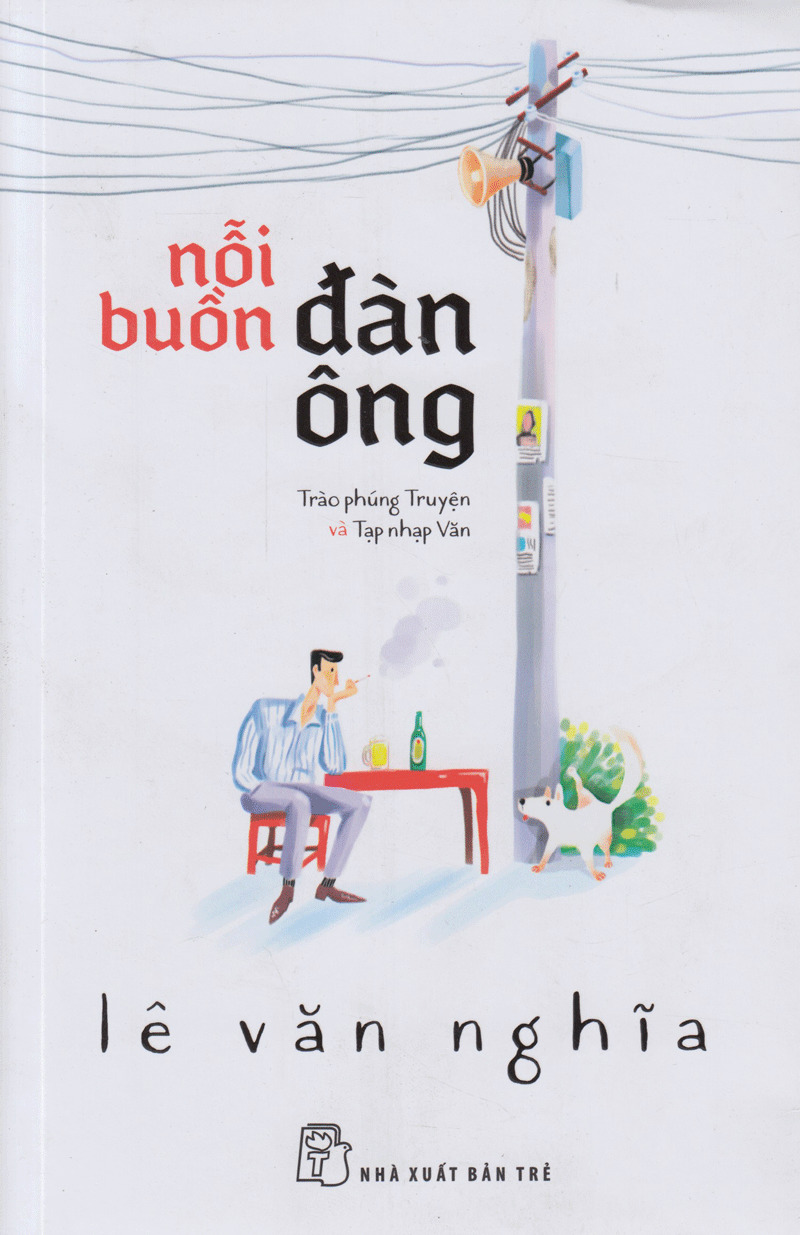 nỗi
buồn đàn
ông
Trào phúng Truyện
và Tạp nhạp Văn
lê văn nghĩa
T
NHÀ XUẤT BẢN TRẺ